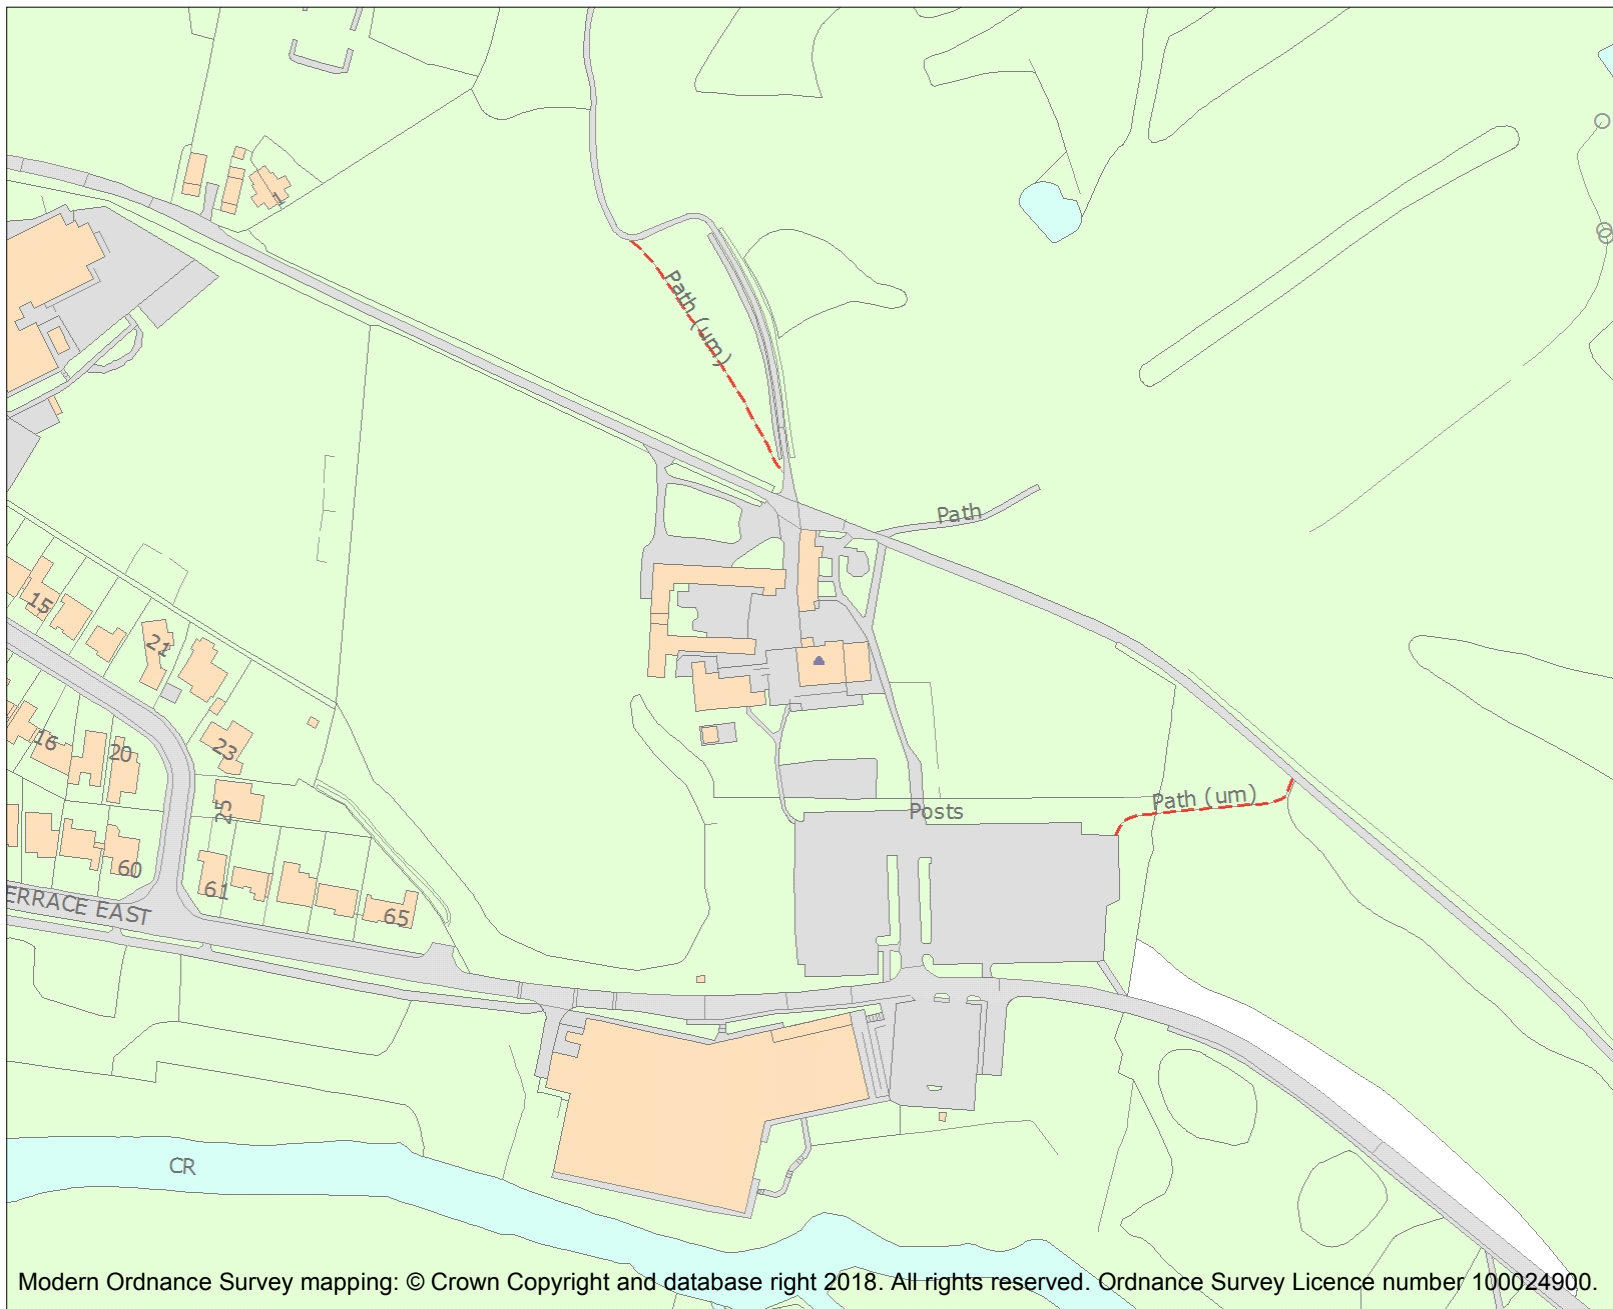 1
Path (um)
Path
15
21
16
20
23
25
Path (um)
Posts
60
61
65
ERRACE EAST
CR
Modern Ordnance Survey mapping: © Crown Copyright and database right 2018. All rights reserved. Ordnance Survey Licence number 100024900.